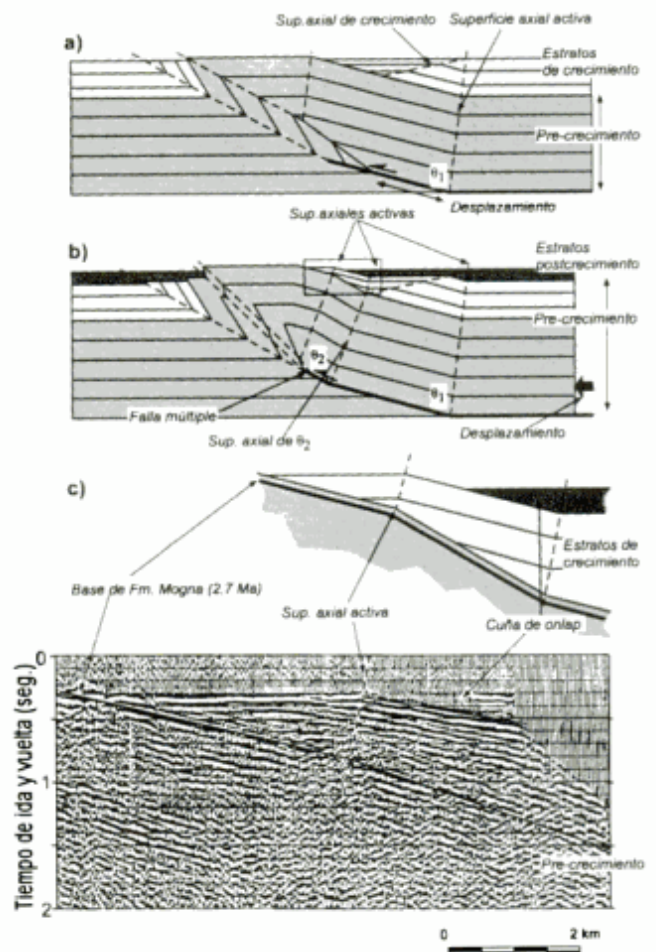 a)
Sup.axial de crecimiento
Superficie axial activa
Estratos
de crecimiento
Pre-crecimiento
θ1
Desplazamiento
Sup.axiales activas
b)
Estratos
postcrecimiento
Pre-crecimiento
θ2
θ1
Falla múltiple
Sup. axial de θ2
Desplazamiento
c)
Estratos de
crecimiento
Base de Fm. Mogna (2.7 Ma)
Sup. axial activa
Cuña de onlap
0
1
2
Tiempo de ida y vuelta (seg.)
Pre-crecimiento
0
2 km